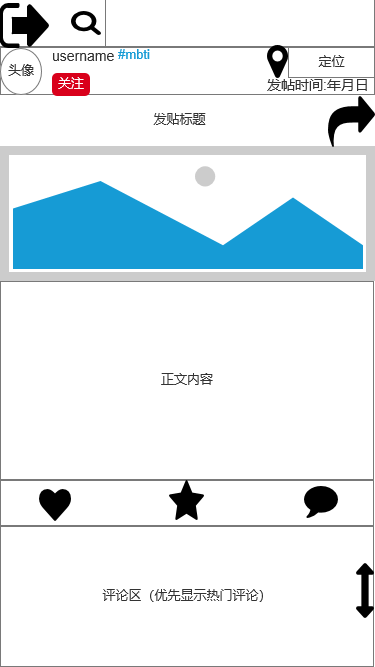 头像
username #mbti
关注
定位
发帖时间:年月日
发贴标题
正文内容
评论区（优先显示热门评论）